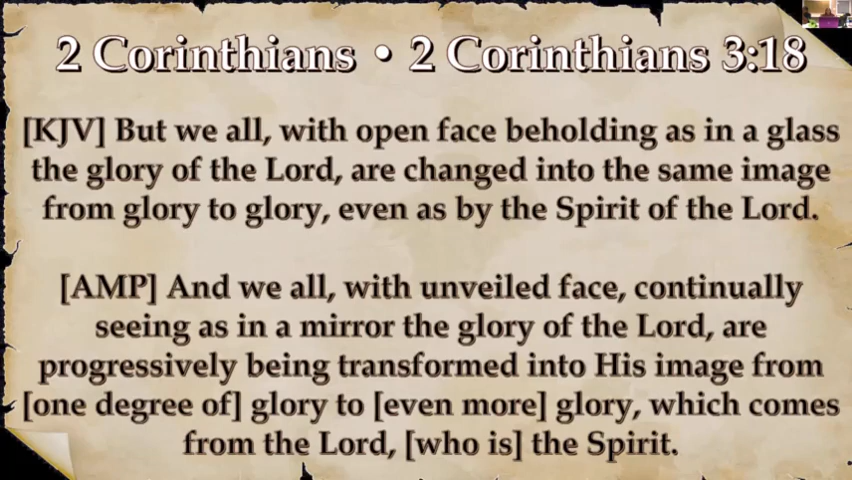 2 Corinthians • 2 Corinthians 3:18
[KJV] But we all, with open face beholding as in a glass
the glory of the Lord, are changed into the same image
from glory to glory, even as by the Spirit of the Lord.
[AMP] And we all, with unveiled face, continually
seeing as in a mirror the glory of the Lord, are
progressively being transformed into His image from
[one degree of] glory to [even more] glory, which comes
from the Lord, [who is] the Spirit.